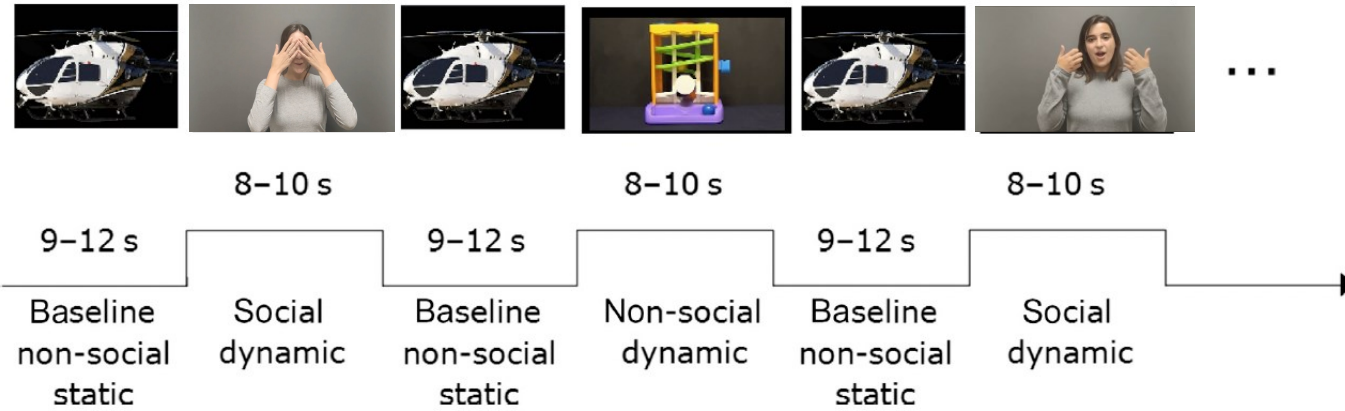 ...
8–10 s
8–10 s
8–10 s
9–12 s
9–12 s
9–12 s
Baseline
non-social
static
Social
dynamic
Baseline
non-social
static
Non-social
dynamic
Baseline
non-social
static
Social
dynamic